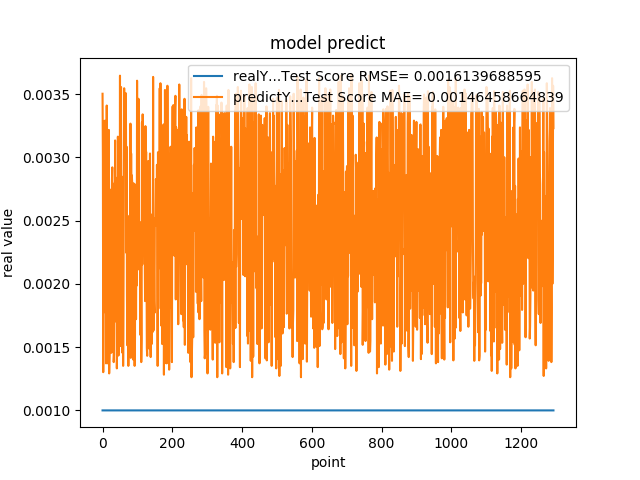 model predict
realY...Test Score RMSE= 0.0016139688595
predictY...Test Score MAE= 0.00146458664839
0.0035
0.0030
0.0025
0.0020
0.0015
0.0010
real value
0 200 400 600 800 1000 1200
point